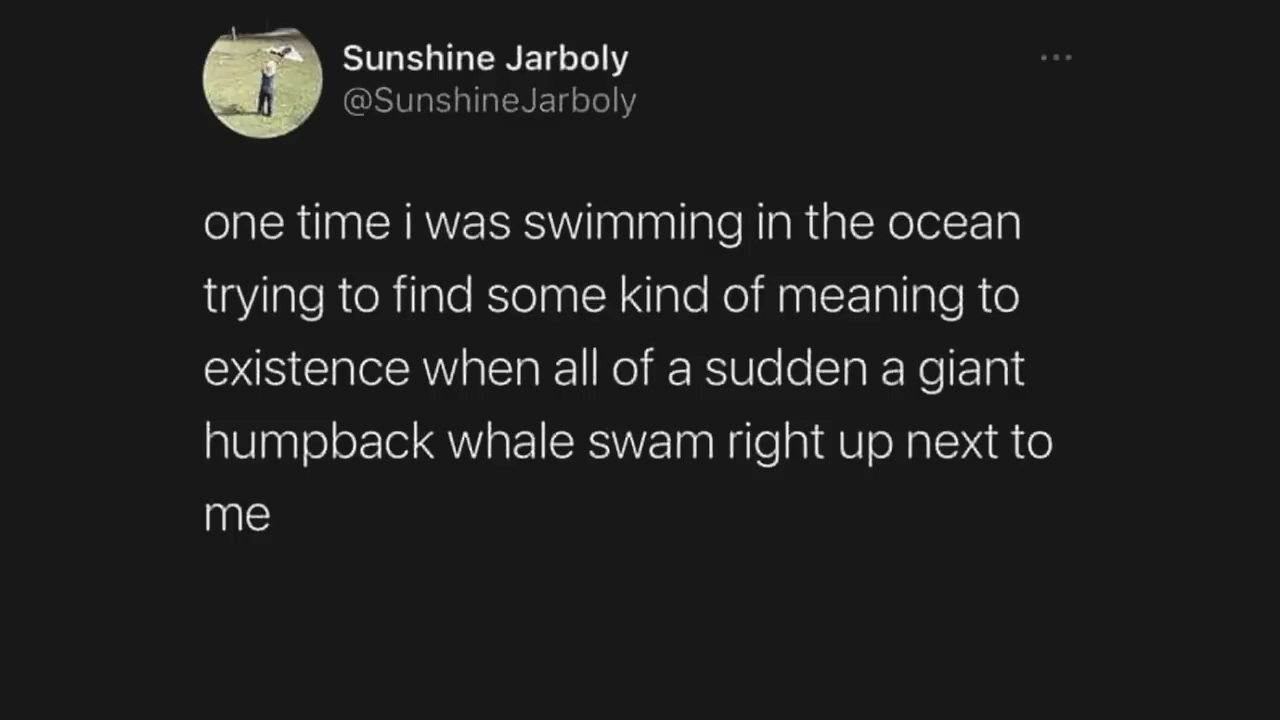 Sunshine Jarboly
@SunshineJarboly
one time i was swimming in the ocean
trying to find some kind of meaning to
existence when all of a sudden a giant
humpback whale swam right up next to
me